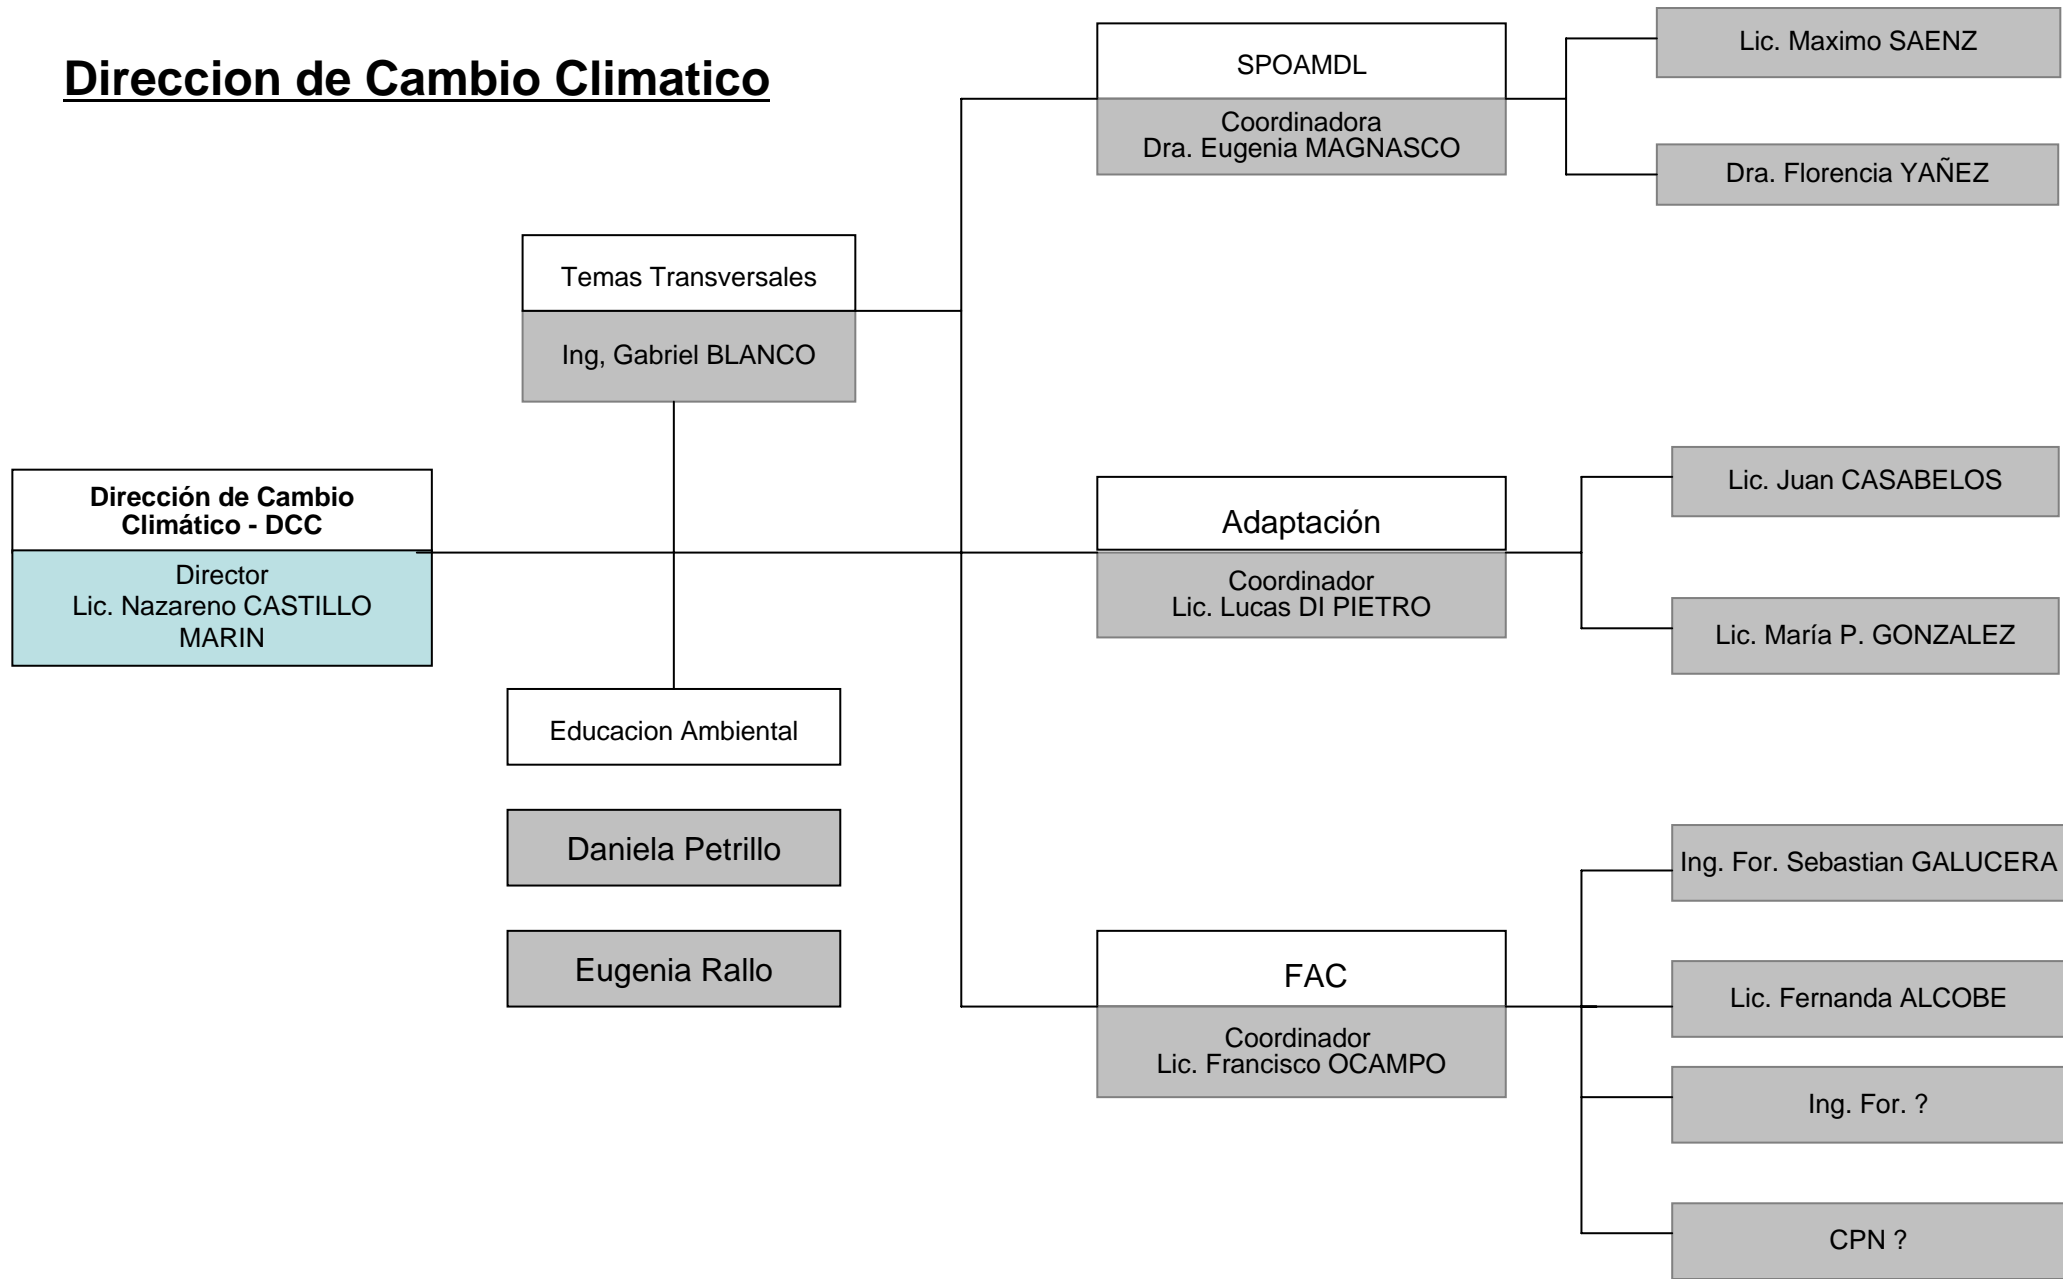 Direccion de Cambio Climatico
SPOAMDL
Coordinadora
Dra. Eugenia MAGNASCO
Lic. Maximo SAENZ
Dra. Florencia YAÑEZ
Temas Transversales
Ing, Gabriel BLANCO
Dirección de Cambio
Climático - DCC
Director
Lic. Nazareno CASTILLO
MARIN
Adaptación
Coordinador
Lic. Lucas DI PIETRO
Lic. Juan CASABELOS
Lic. María P. GONZALEZ
Educacion Ambiental
Daniela Petrillo
Eugenia Rallo
FAC
Coordinador
Lic. Francisco OCAMPO
Ing. For. Sebastian GALUCERA
Lic. Fernanda ALCOBE
Ing. For. ?
CPN ?